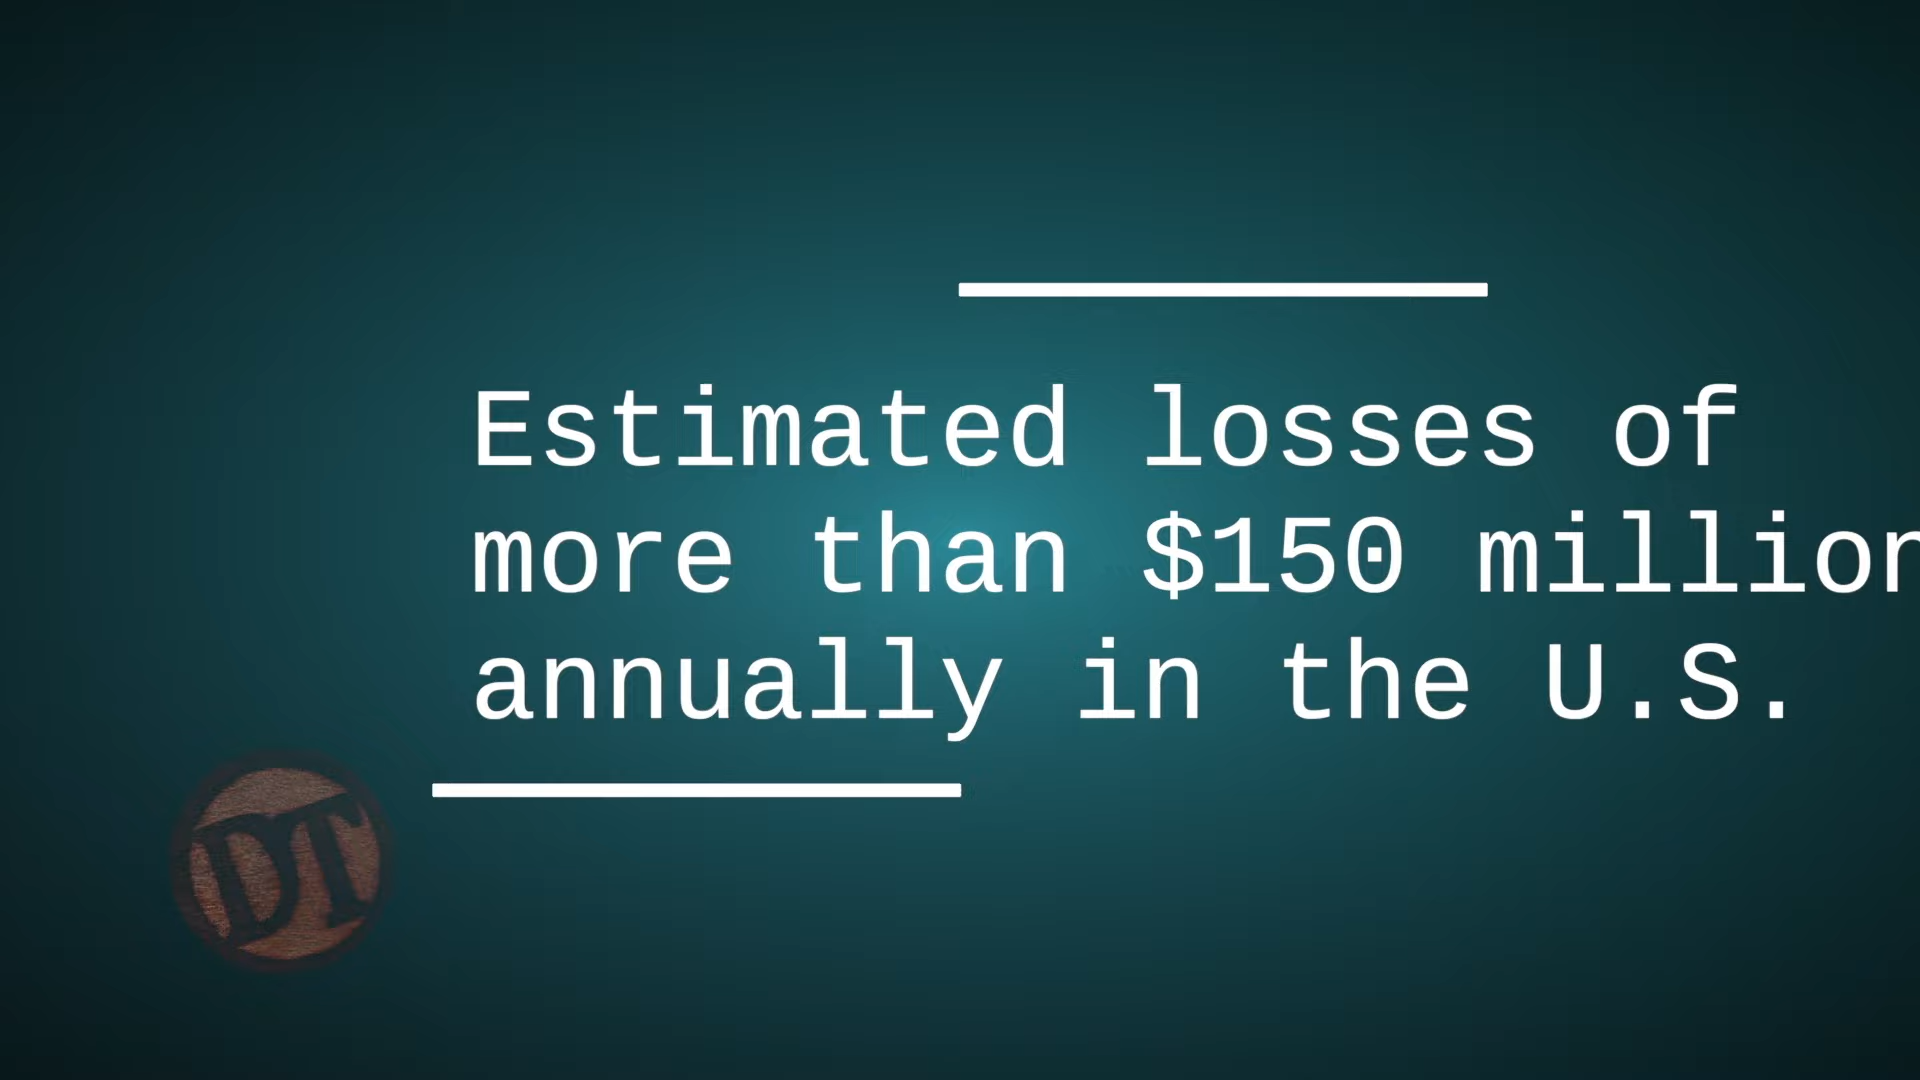 Estimated losses of
more than $150 million
annually in the U.S.
DT